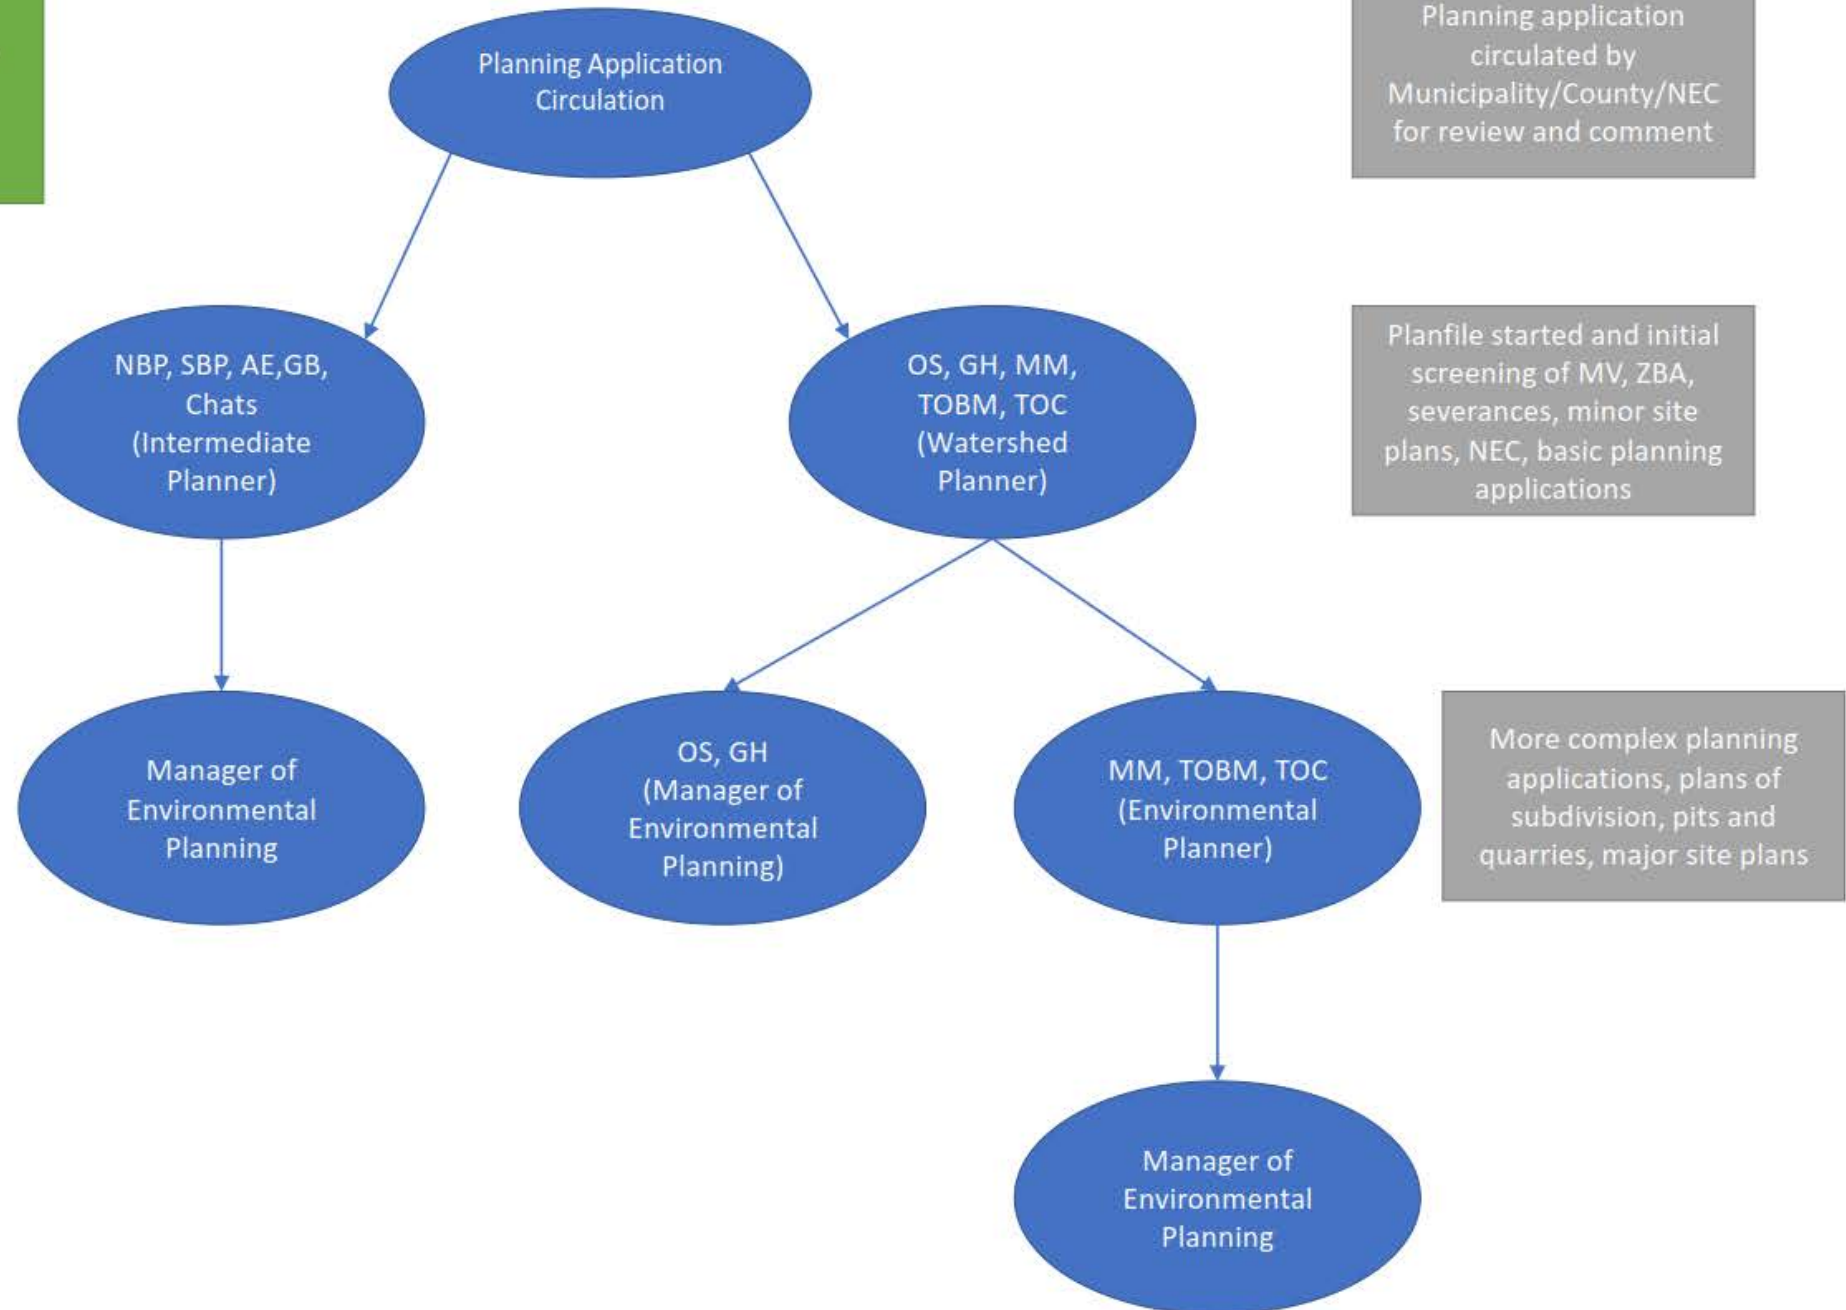 Planning Application
Circulation
Planning application
circulated by
Municipality/County/NEC
for review and comment
NBP, SBP, AE,GB,
Chats
(Intermediate
Planner)
OS, GH, MM,
TOBM, TOC
(Watershed
Planner)
Planfile started and initial
screening of MV, ZBA,
severances, minor site
plans, NEC, basic planning
applications
Manager of
Environmental
Planning
OS, GH
(Manager of
Environmental
Planning)
MM, TOBM, TOC
(Environmental
Planner)
More complex planning
applications, plans of
subdivision, pits and
quarries, major site plans
Manager of
Environmental
Planning